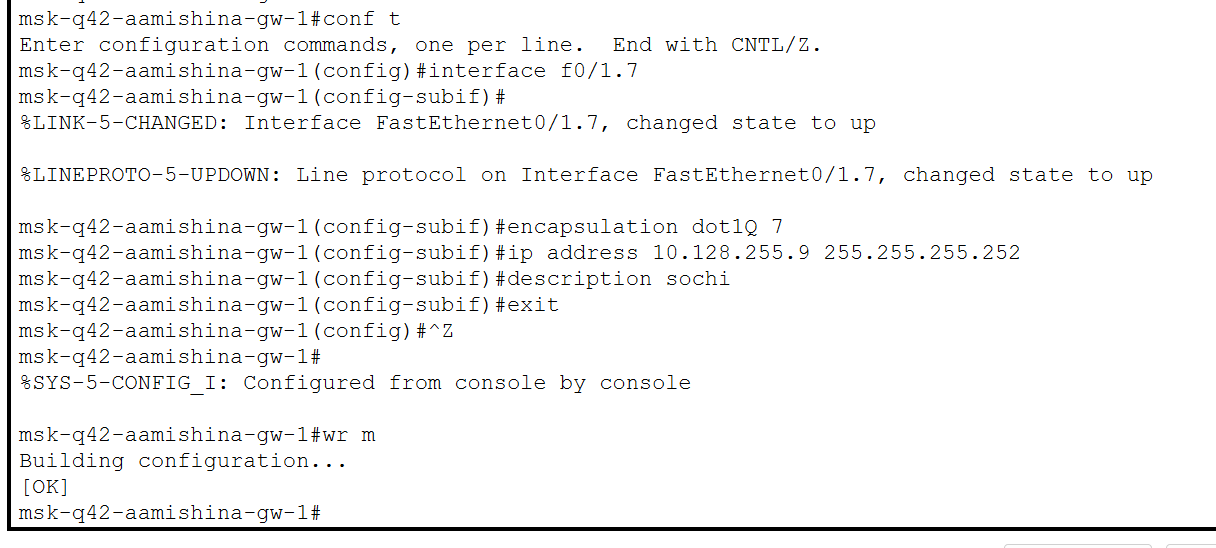 msk-q42-aamishina-gw-1#conf t
Enter configuration commands, one per line.  End with CNTL/Z.
msk-q42-aamishina-gw-1(config)#interface f0/1.7
msk-q42-aamishina-gw-1(config-subif)#
%LINK-5-CHANGED: Interface FastEthernet0/1.7, changed state to up
%LINEPROTO-5-UPDOWN: Line protocol on Interface FastEthernet0/1.7, changed state to up
msk-q42-aamishina-gw-1(config-subif)#encapsulation dot1Q 7
msk-q42-aamishina-gw-1(config-subif)#ip address 10.128.255.9 255.255.255.252
msk-q42-aamishina-gw-1(config-subif)#description sochi
msk-q42-aamishina-gw-1(config-subif)#exit
msk-q42-aamishina-gw-1(config)#^Z
msk-q42-aamishina-gw-1#
%SYS-5-CONFIG_I: Configured from console by console
msk-q42-aamishina-gw-1#wr m
Building configuration...
[OK]
msk-q42-aamishina-gw-1#